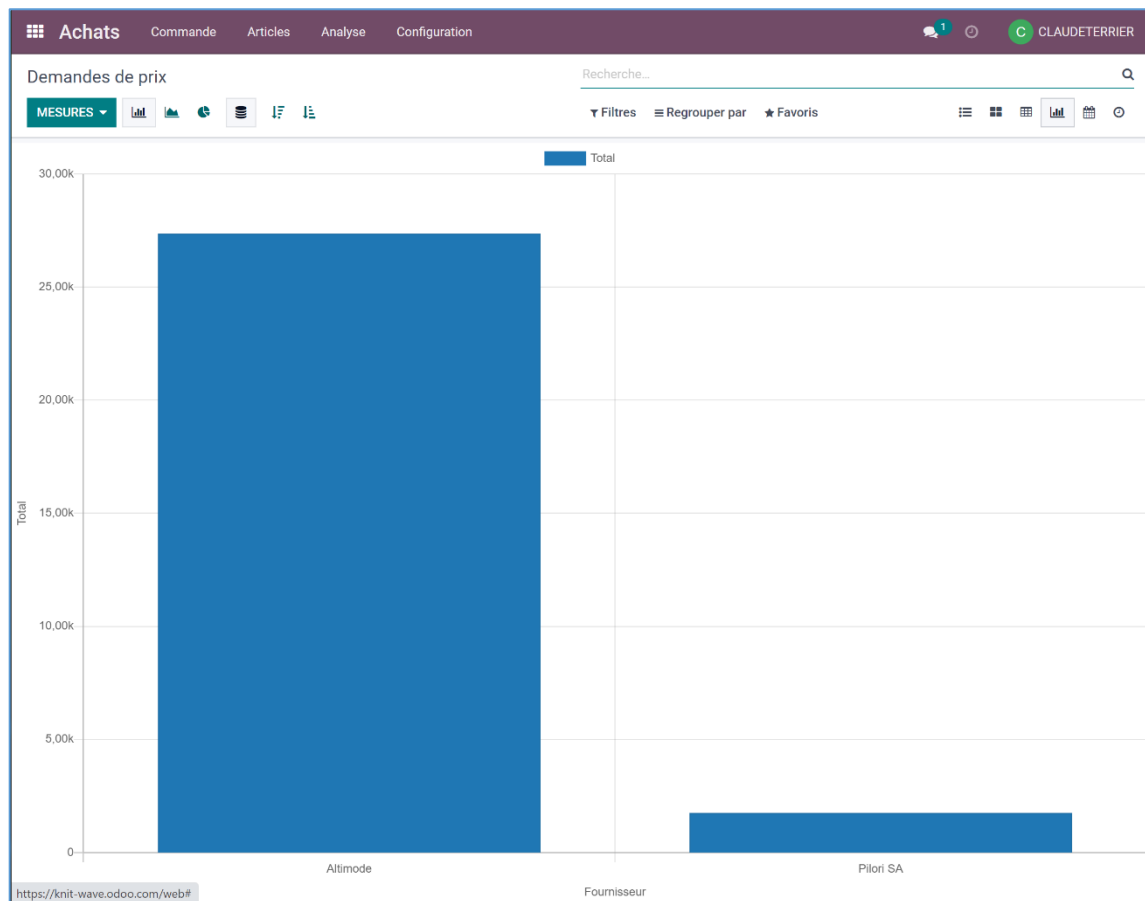 Achats Commande Articles Analyse Configuration 1 C CLAUDETERRIER
Demandes de prix Recherche...
MESURES Filtres Regrouper par Favoris
Total
30,00k
25,00k
20,00k
15,00k
10,00k
5,00k
0
Total
Altimode Pilori SA
Fournisseur
https://knit-wave.odoo.com/web#